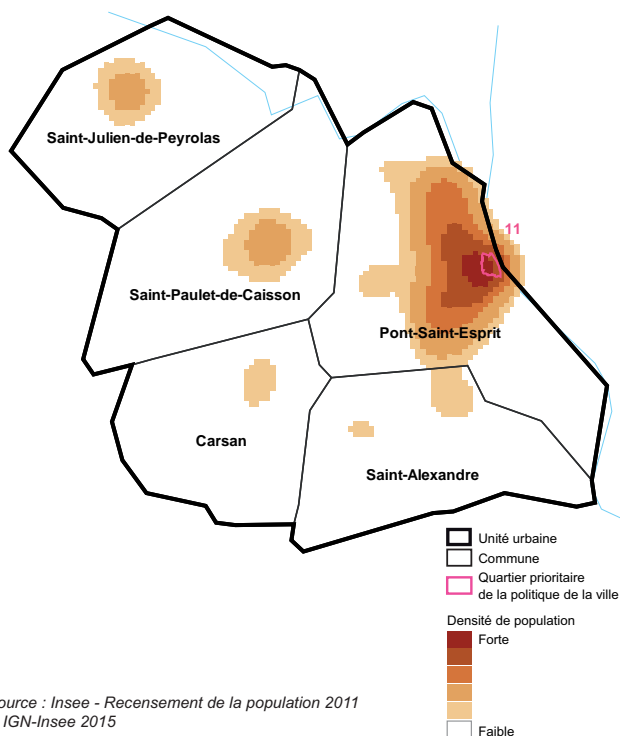 Saint-Julien-de-Peyrolas
11
Saint-Paulet-de-Caisson
Pont-Saint-Esprit
Carsan
Saint-Alexandre
Unité urbaine
Commune
Quartier prioritaire
de la politique de la ville
Densité de population
Forte
Faible
ource : Insee - Recensement de la population 2011
IGN-Insee 2015